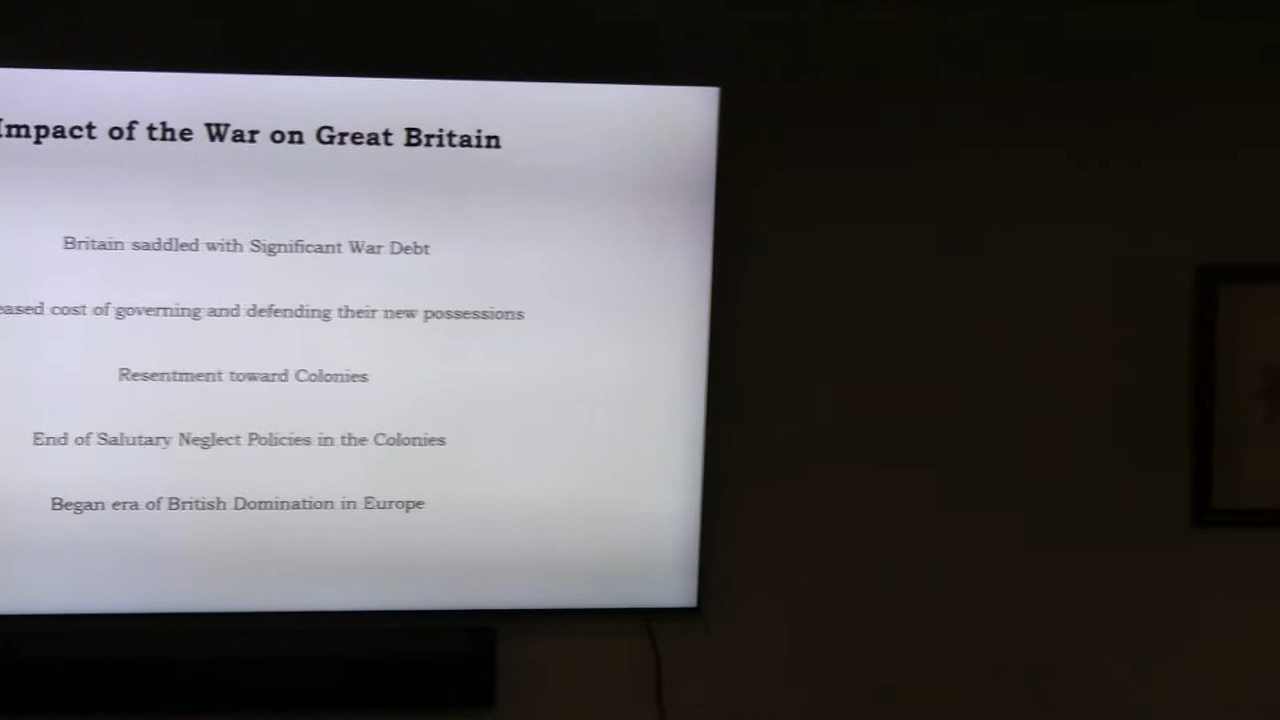 Impact of the War on Great Britain
Britain saddled with Significant War Debt
eased cost of governing and defending their new possessions
Resentment toward Colonies
End of Salutary Neglect Policies in the Colonies
Began era of British Domination in Europe